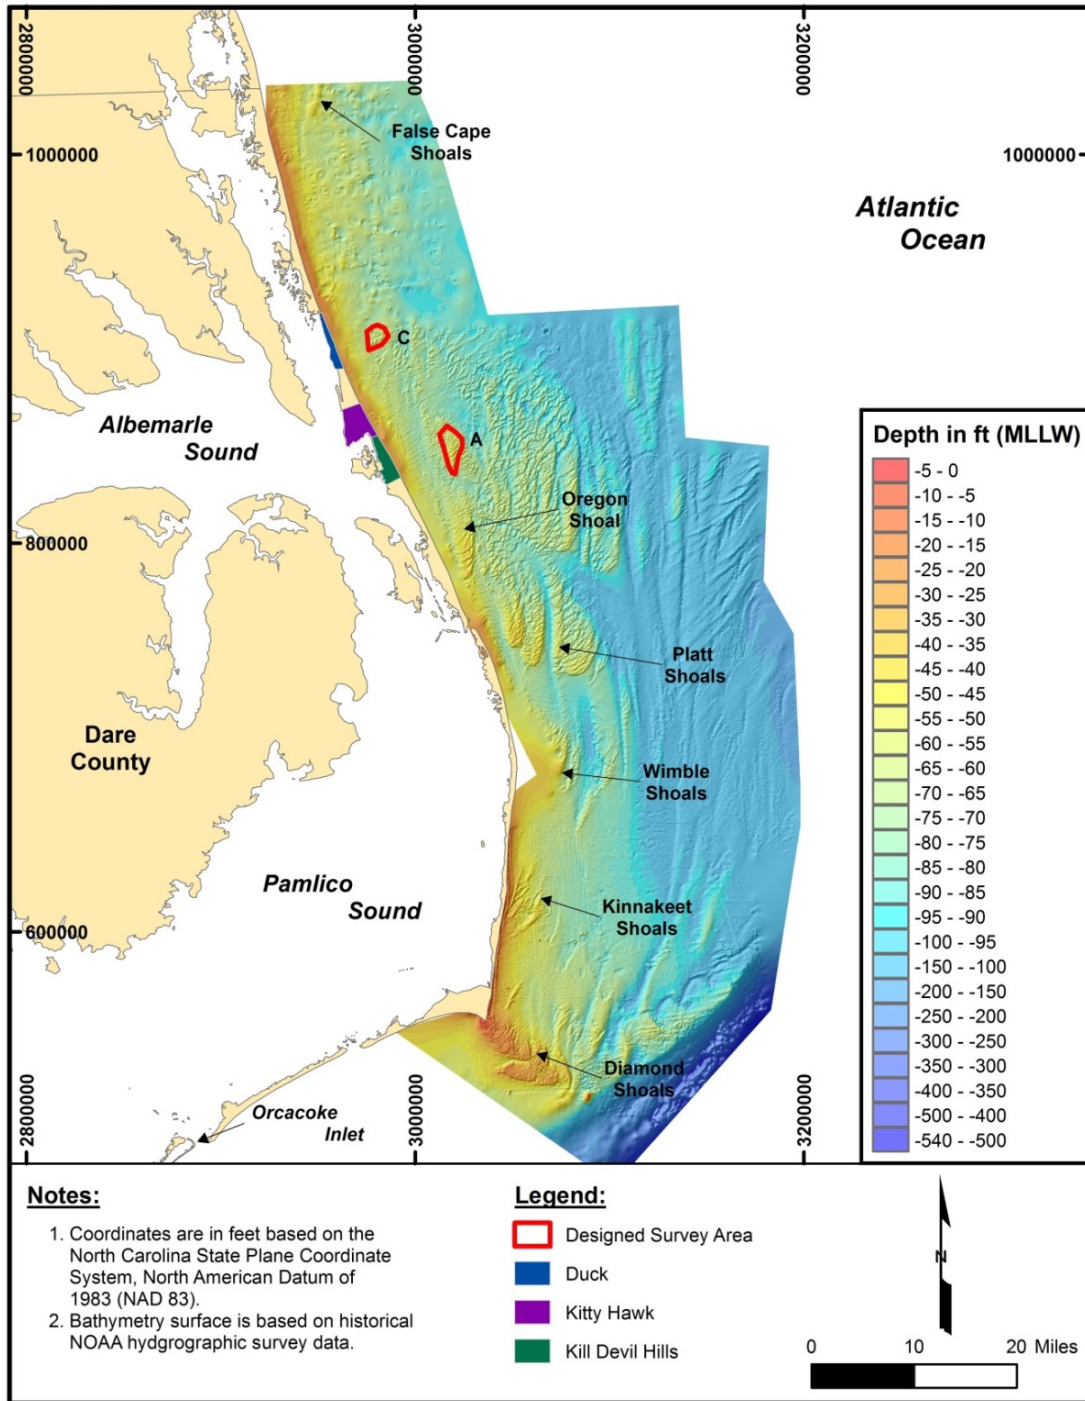 2800000
3000000
3200000
False Cape
Shoals
1000000
1000000
Atlantic
Ocean
C
Albemarle
Sound
A
Oregon
Shoal
800000
Platt
Shoals
Dare
County
Wimble
Shoals
Pamlico
Sound
Kinnakeet
Shoals
600000
Diamond
Shoals
Orcacoke
Inlet
2800000
3000000
3200000
Depth in ft (MLLW)
-5 - 0
-10 - -5
-15 - -10
-20 - -15
-25 - -20
-30 - -25
-35 - -30
-40 - -35
-45 - -40
-50 - -45
-55 - -50
-60 - -55
-65 - -60
-70 - -65
-75 - -70
-80 - -75
-85 - -80
-90 - -85
-95 - -90
-100 - -95
-150 - -100
-200 - -150
-250 - -200
-300 - -250
-350 - -300
-400 - -350
-500 - -400
-540 - -500
Notes:
1. Coordinates are in feet based on the
North Carolina State Plane Coordinate
System, North American Datum of
1983 (NAD 83).
2. Bathymetry surface is based on historical
NOAA hydgrographic survey data.
Legend:
Designed Survey Area
Duck
Kitty Hawk
Kill Devil Hills
N
0 10 20 Miles